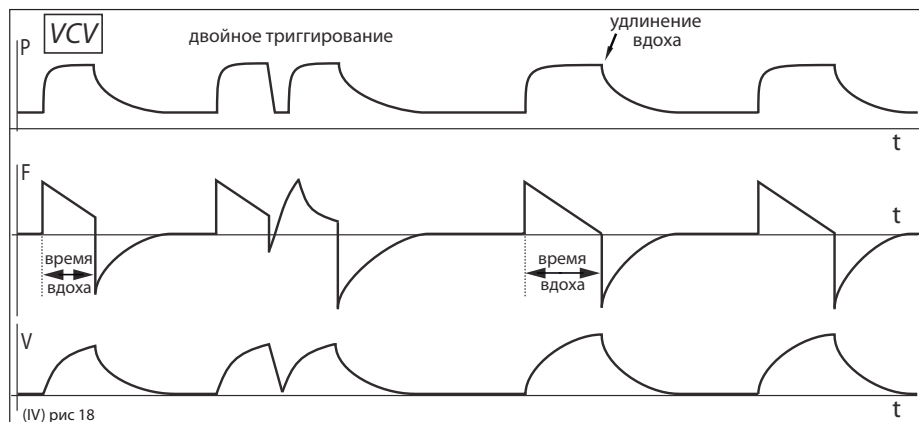 VCV
P
двойное триггирование
удлинение
вдоха
t
F
t
время
вдоха
время
вдоха
V
t
(IV) рис 18